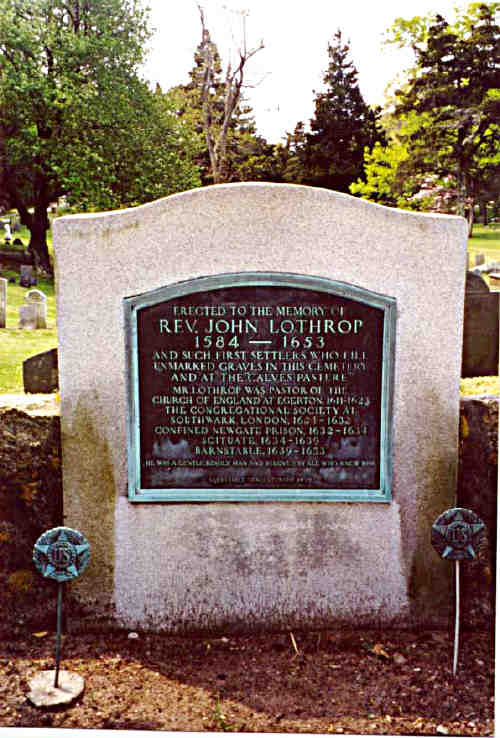 ERECTED TO THE MEMORY OF
REV. JOHN LOTHROP
1584 — 1653
AND SUCH FIRST SETTLERS WHO FILL
UNMARKED GRAVES IN THIS CEMETERY
AND AT THE "CALVES PASTURE"
MR. LOTHROP WAS PASTOR OF THE
CHURCH OF ENGLAND AT EGERTON, 1611-1623
THE CONGREGATIONAL SOCIETY AT
SOUTHWARK, LONDON, 1623-1632
CONFINED NEWGATE PRISON, 1632-1634
SCITUATE, 1634-1639
BARNSTABLE, 1639-1653
HE WAS A GENTLE, KINDLY MAN AND BELOVED BY ALL WHO KNEW HIM
US
US